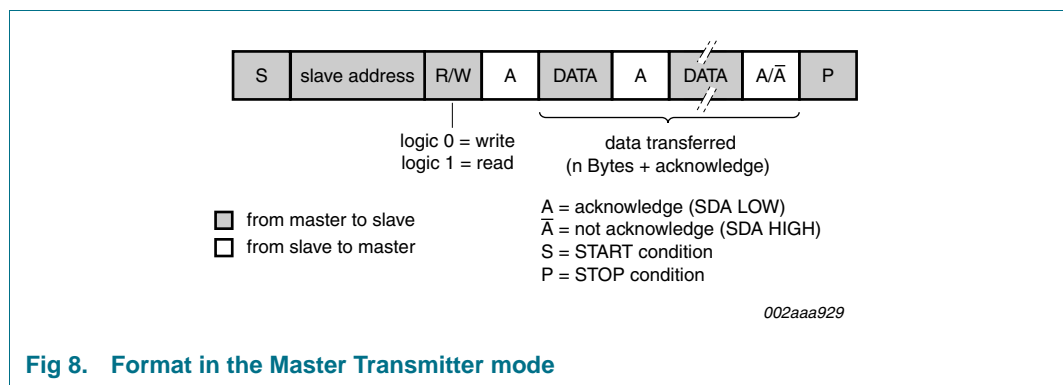 S slave address R/W A DATA A DATA A/A̅ P
logic 0 = write
logic 1 = read
data transferred
(n Bytes + acknowledge)
from master to slave
from slave to master
A = acknowledge (SDA LOW)
A̅ = not acknowledge (SDA HIGH)
S = START condition
P = STOP condition
002aaa929
Fig 8. Format in the Master Transmitter mode